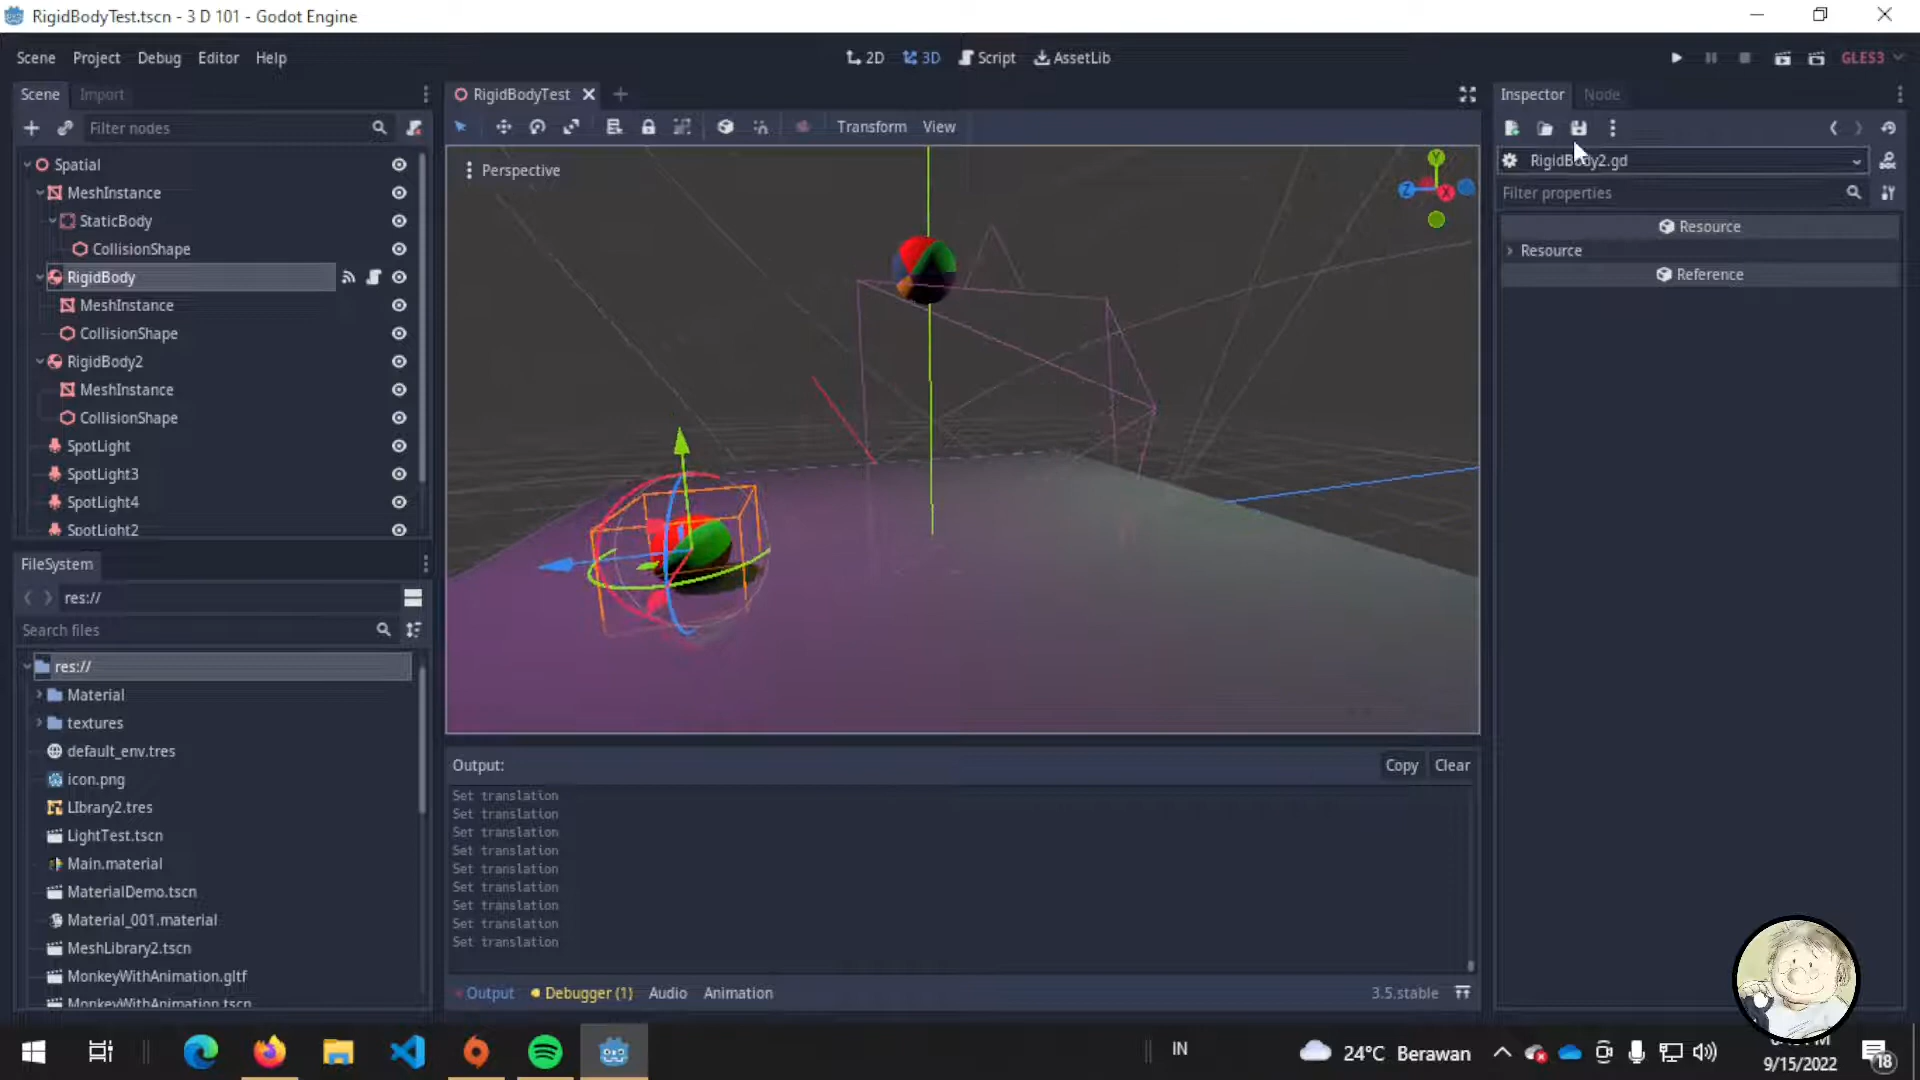 RigidBodyTest.tscn - 3 D 101 - Godot Engine
Scene Project Debug Editor Help
2D 3D Script AssetLib
GLES3
Scene Import
Filter nodes
Spatial
MeshInstance
StaticBody
CollisionShape
RigidBody
MeshInstance
CollisionShape
RigidBody2
MeshInstance
CollisionShape
SpotLight
SpotLight3
SpotLight4
SpotLight2
FileSystem
res://
Search files
res://
Material
textures
default_env.tres
icon.png
LIbrary2.tres
LightTest.tscn
Main.material
MaterialDemo.tscn
Material_001.material
MeshLibrary2.tscn
MonkeyWithAnimation.gltf
MonkeyWithAnimation.tscn
RigidBodyTest
Transform View
Perspective
Y
Z
X
Output:
Copy Clear
Set translation
Set translation
Set translation
Set translation
Set translation
Set translation
Set translation
Set translation
Set translation
Output Debugger (1) Audio Animation
3.5.stable
Inspector Node
RigidBody2.gd
Filter properties
Resource
Resource
Reference
IN
24°C Berawan
9/15/2022
18